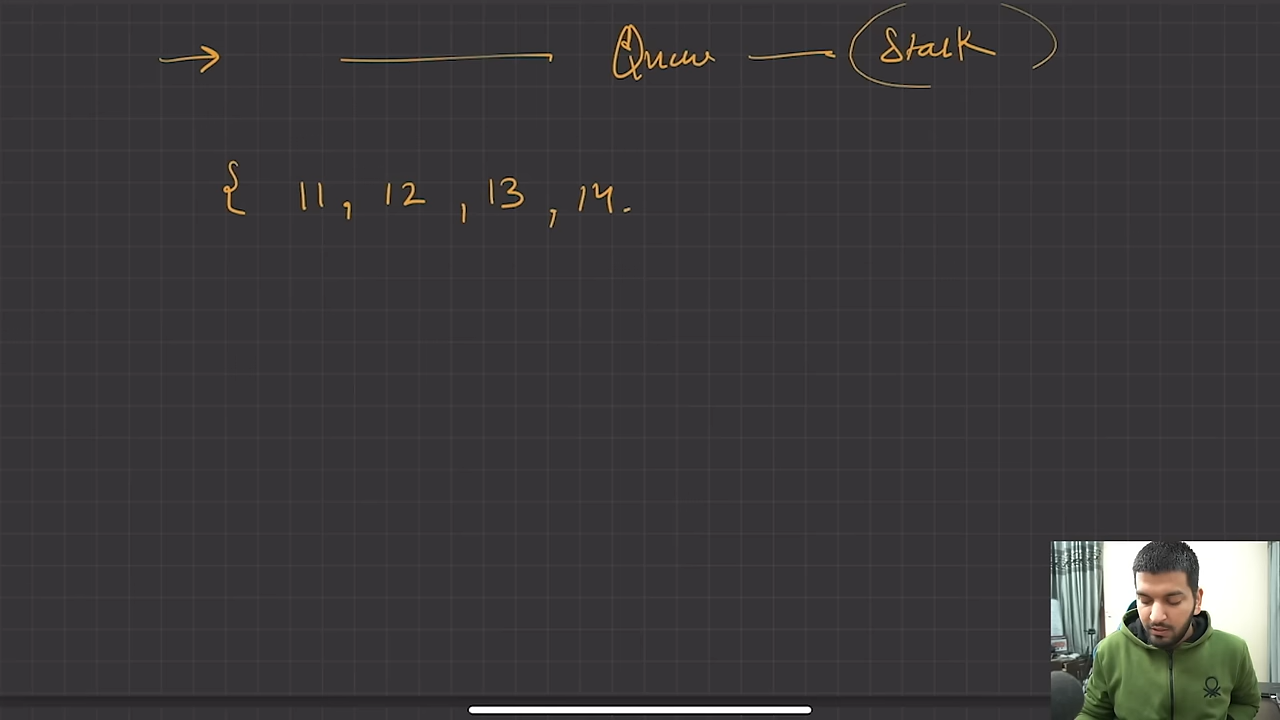 → — Queue — (Stack)
{ 11, 12, 13, 14.